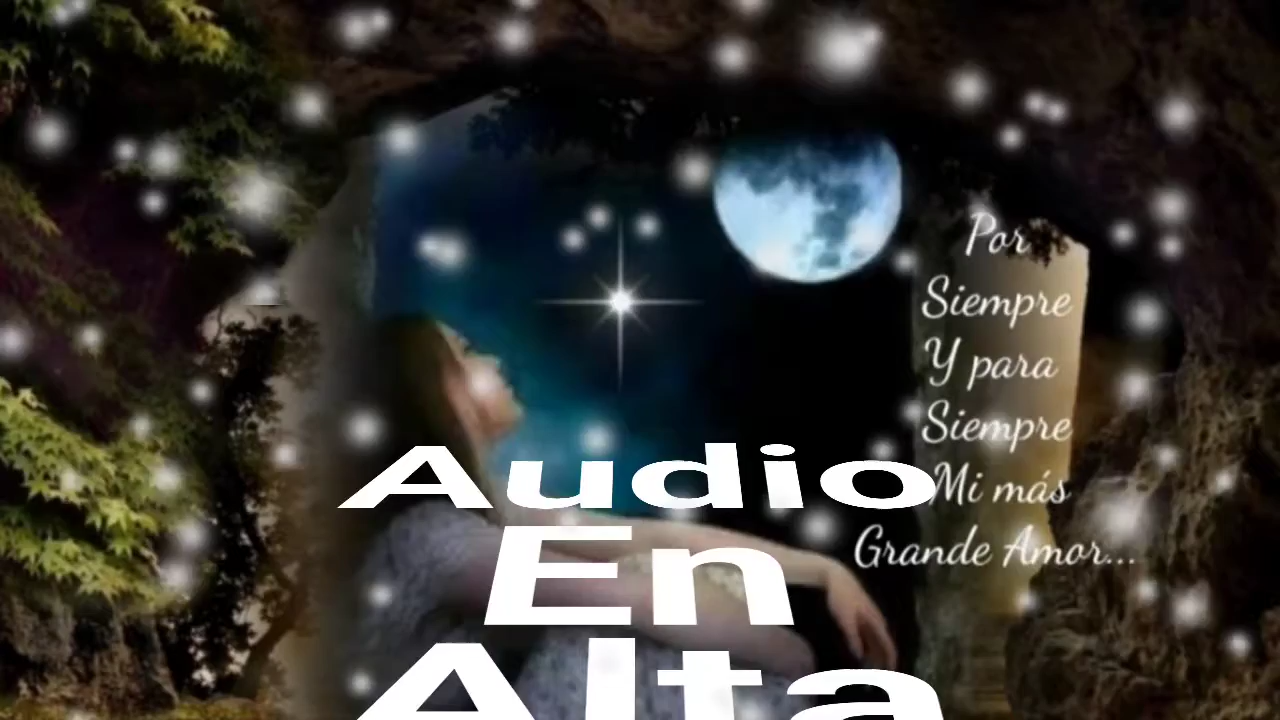 Por
Siempre
Y para
Siempre
Mi más
Grande Amor...
Audio
En
Alta